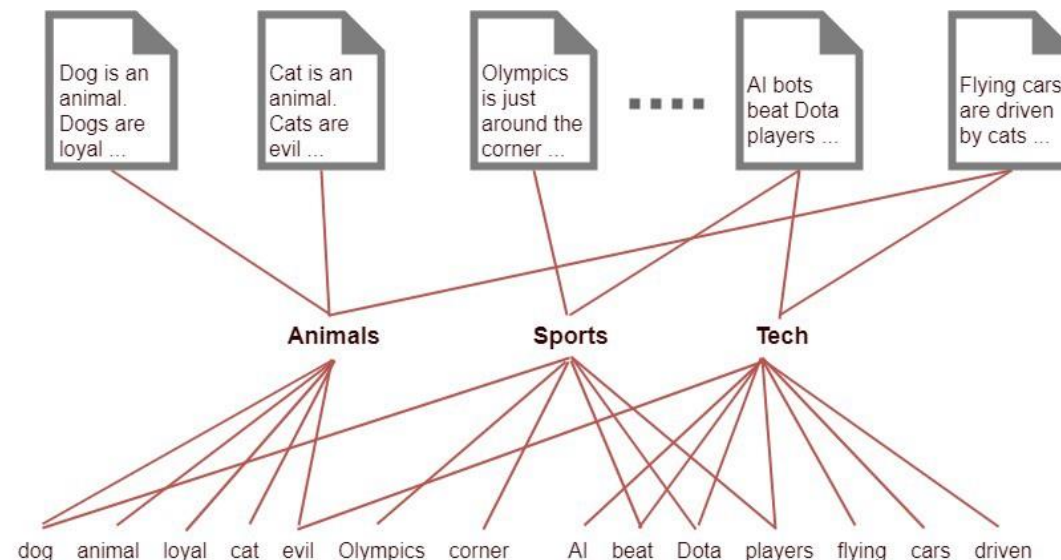 Dog is an
animal.
Dogs are
loyal ...
Cat is an
animal.
Cats are
evil ...
Olympics
is just
around the
corner ...
AI bots
beat Dota
players ...
Flying cars
are driven
by cats ...
Animals Sports Tech
dog animal loyal cat evil Olympics corner AI beat Dota players flying cars driven